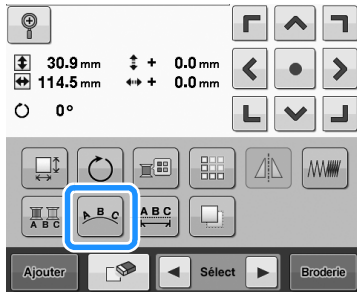 30.9 mm + 0.0 mm
114.5 mm + 0.0 mm
0°
A B C A B C A B C
Ajouter Sélect Broderie